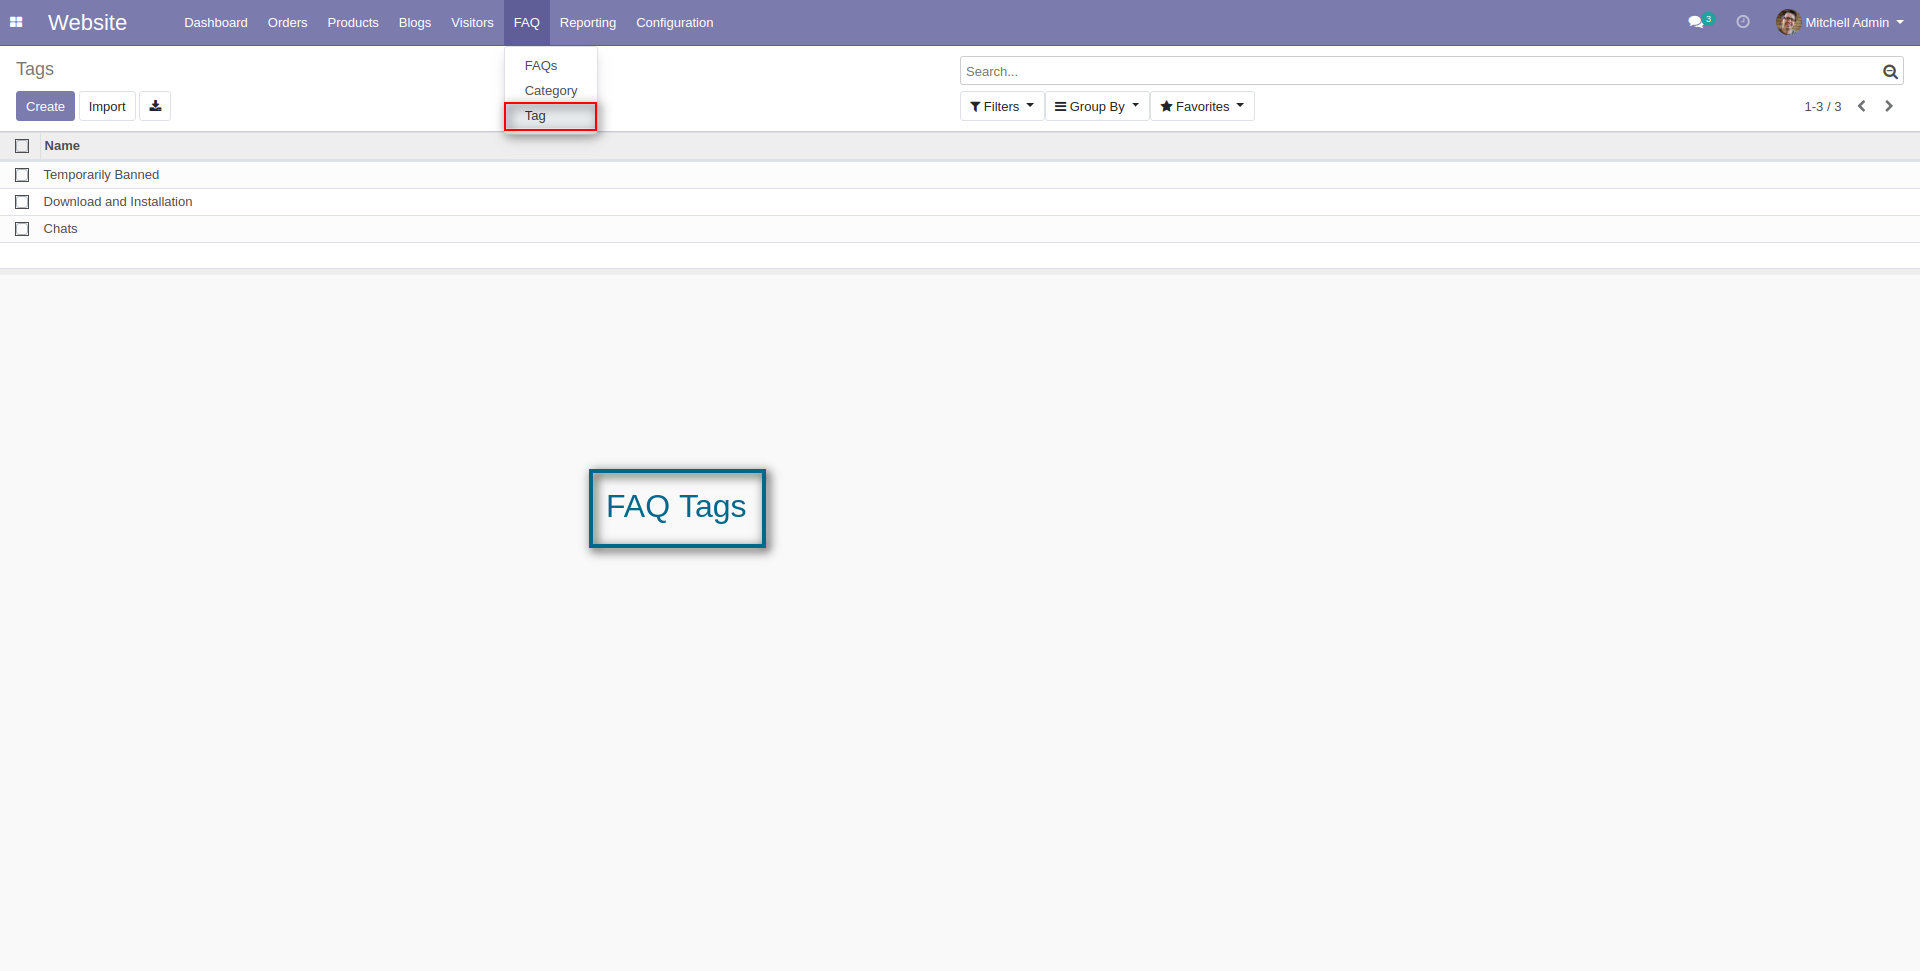 Website Dashboard Orders Products Blogs Visitors FAQ Reporting Configuration 3 Mitchell Admin
FAQs
Category
Tag
Tags
Search...
Create Import Filters Group By Favorites 1-3 / 3
Name
Temporarily Banned
Download and Installation
Chats
FAQ Tags